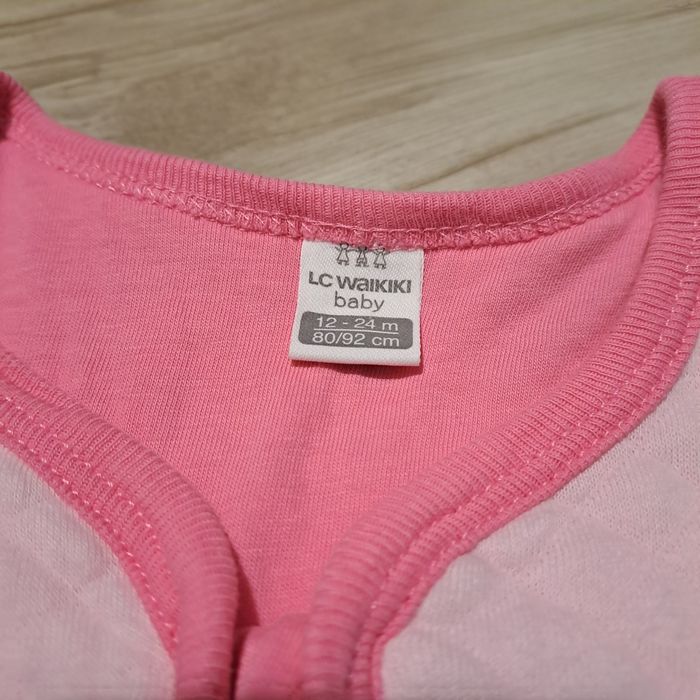 LC WAIKIKI
baby
12 - 24 m
80/92 cm